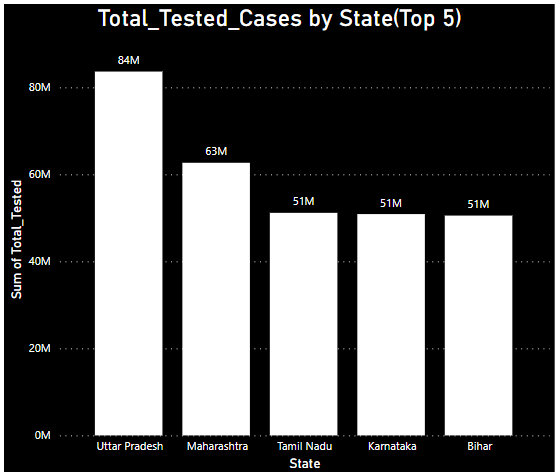 Total_Tested_Cases by State(Top 5)
84M
63M
51M
51M
51M
80M
60M
40M
20M
0M
Sum of Total_Tested
Uttar Pradesh
Maharashtra
Tamil Nadu
Karnataka
Bihar
State